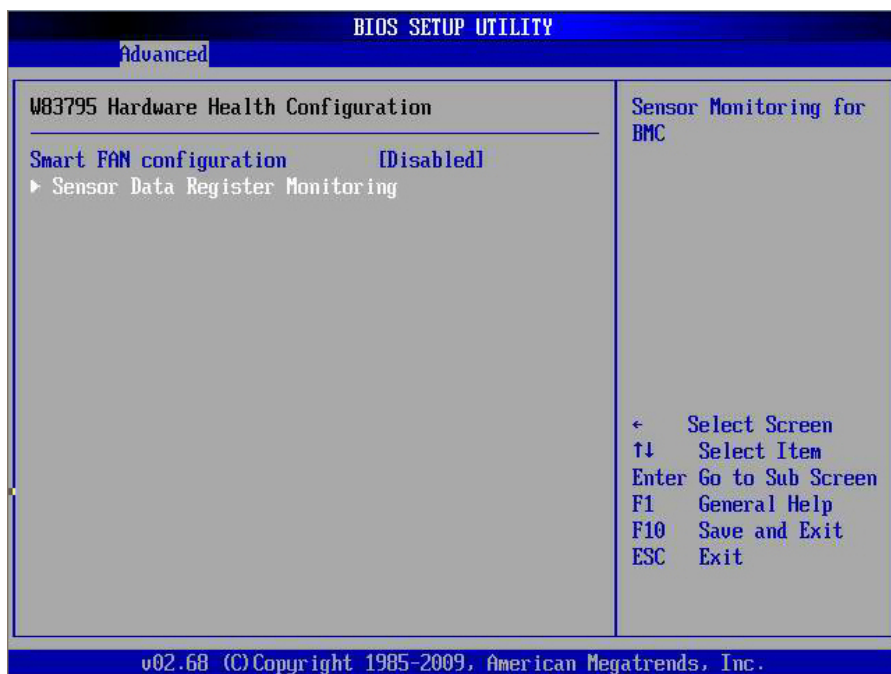 BIOS SETUP UTILITY
Advanced
W83795 Hardware Health Configuration
Smart FAN configuration [Disabled]
▶ Sensor Data Register Monitoring
Sensor Monitoring for
BMC
← Select Screen
↑↓ Select Item
Enter Go to Sub Screen
F1 General Help
F10 Save and Exit
ESC Exit
v02.68 (C)Copyright 1985-2009, American Megatrends, Inc.